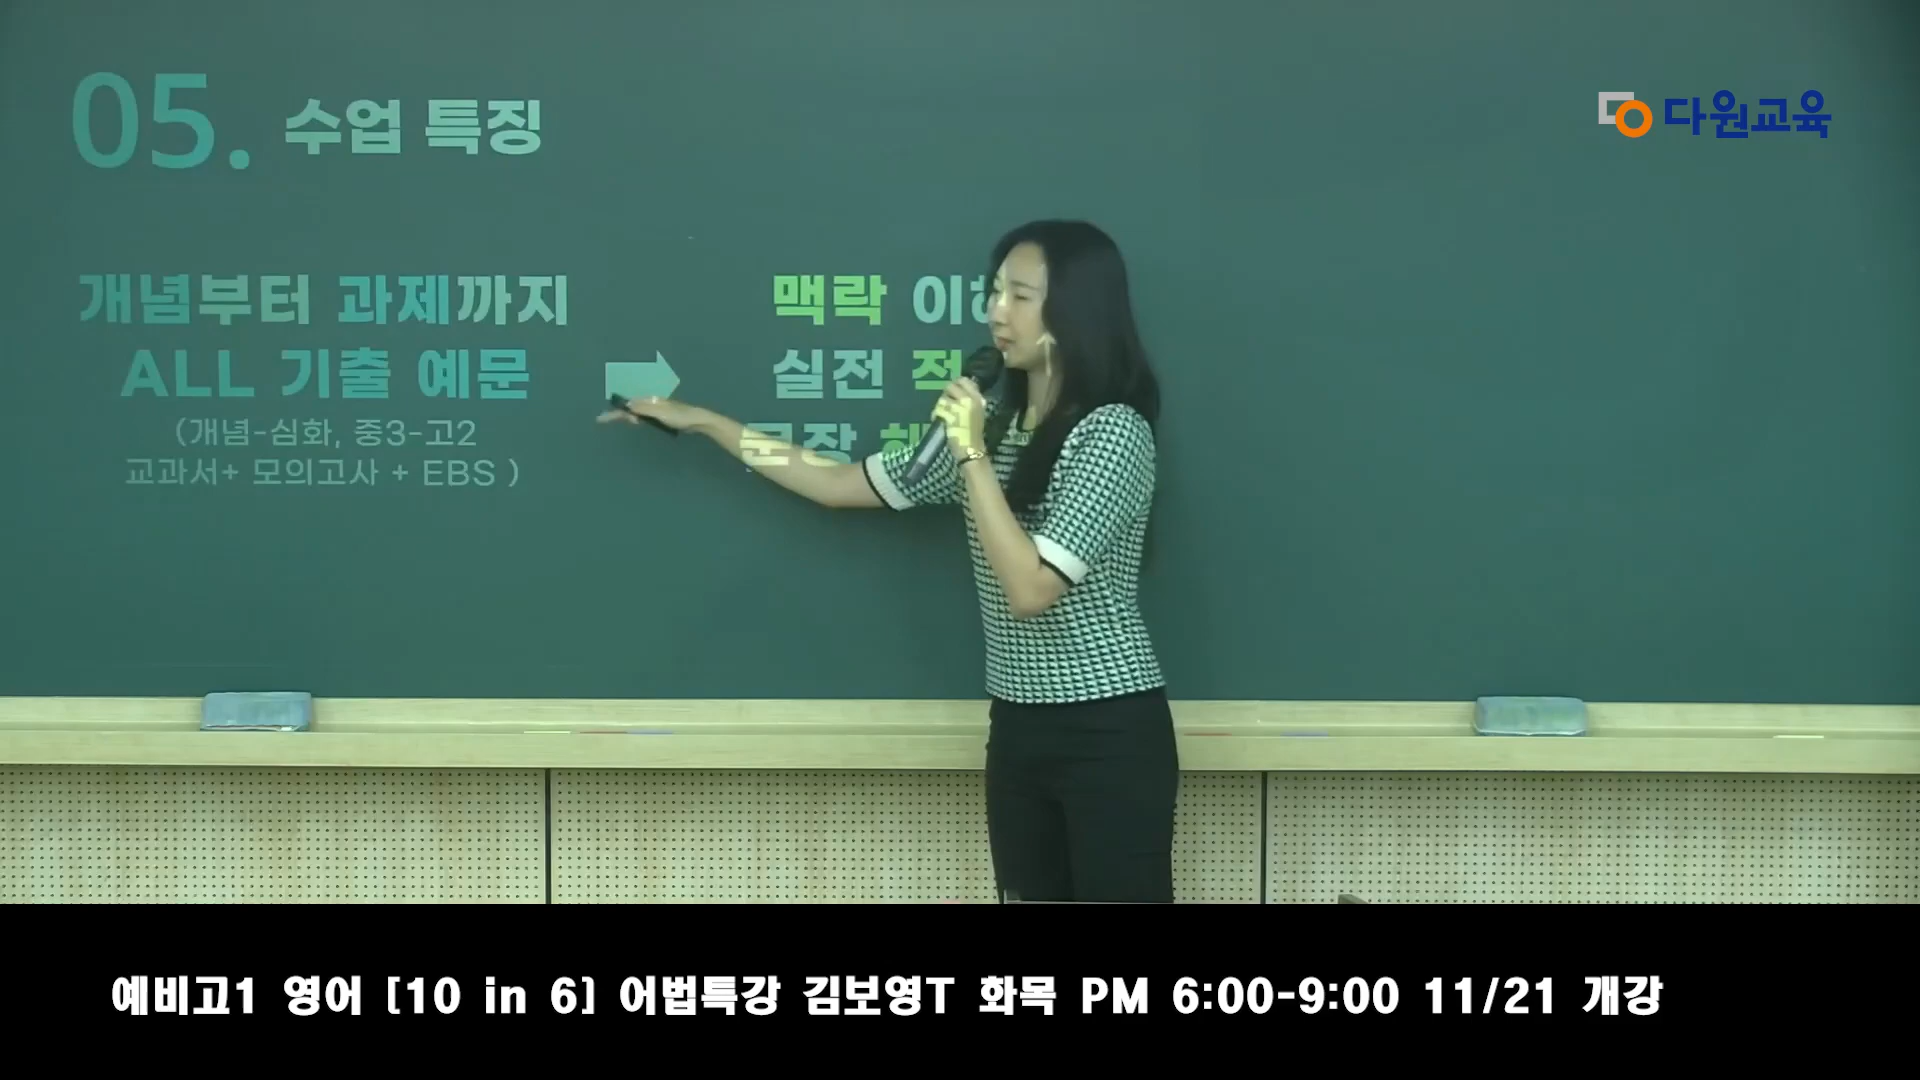 05. 수업 특징
다원교육
개념부터 과제까지
ALL 기출 예문
(개념-심화, 중3-고2
교과서+ 모의고사 + EBS )
맥락
실전
문장
예비고1 영어 [10 in 6] 어법특강 김보영T 화목 PM 6:00-9:00 11/21 개강